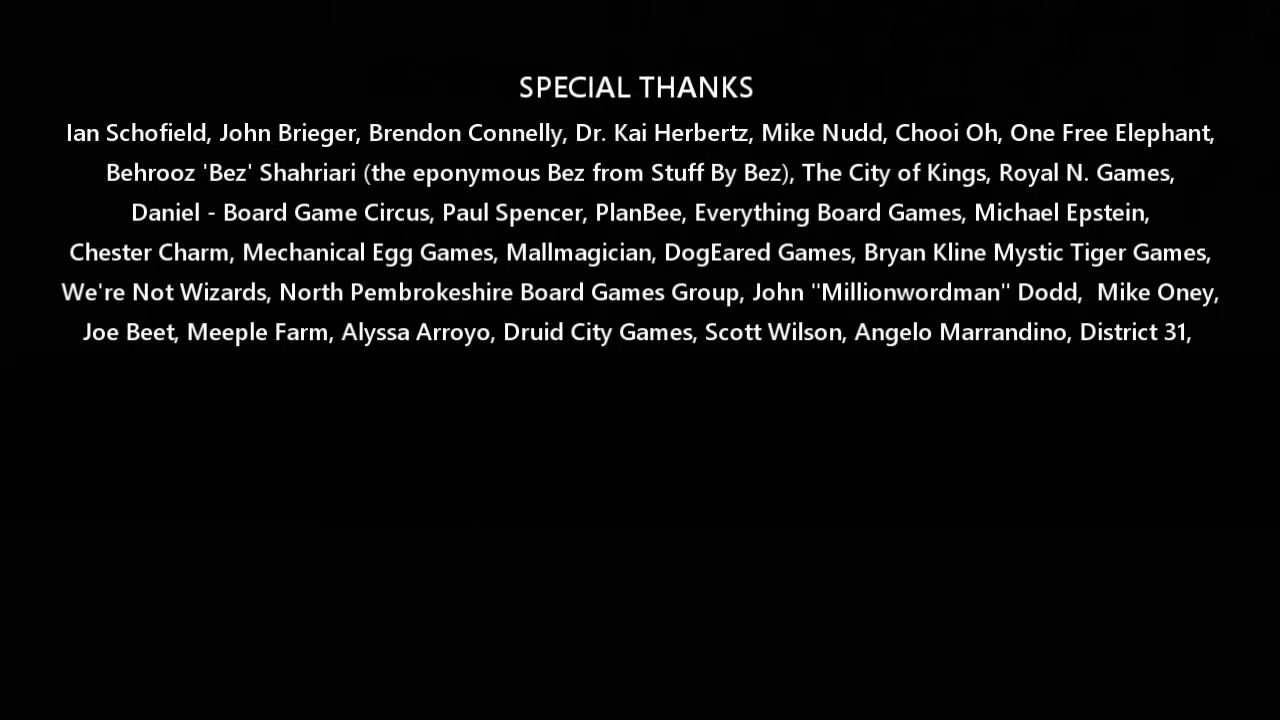 SPECIAL THANKS
Ian Schofield, John Brieger, Brendon Connelly, Dr. Kai Herbertz, Mike Nudd, Chooi Oh, One Free Elephant,
Behrooz 'Bez' Shahriari (the eponymous Bez from Stuff By Bez), The City of Kings, Royal N. Games,
Daniel - Board Game Circus, Paul Spencer, PlanBee, Everything Board Games, Michael Epstein,
Chester Charm, Mechanical Egg Games, Mallmagician, DogEared Games, Bryan Kline Mystic Tiger Games,
We're Not Wizards, North Pembrokeshire Board Games Group, John "Millionwordman" Dodd,  Mike Oney,
Joe Beet, Meeple Farm, Alyssa Arroyo, Druid City Games, Scott Wilson, Angelo Marrandino, District 31,